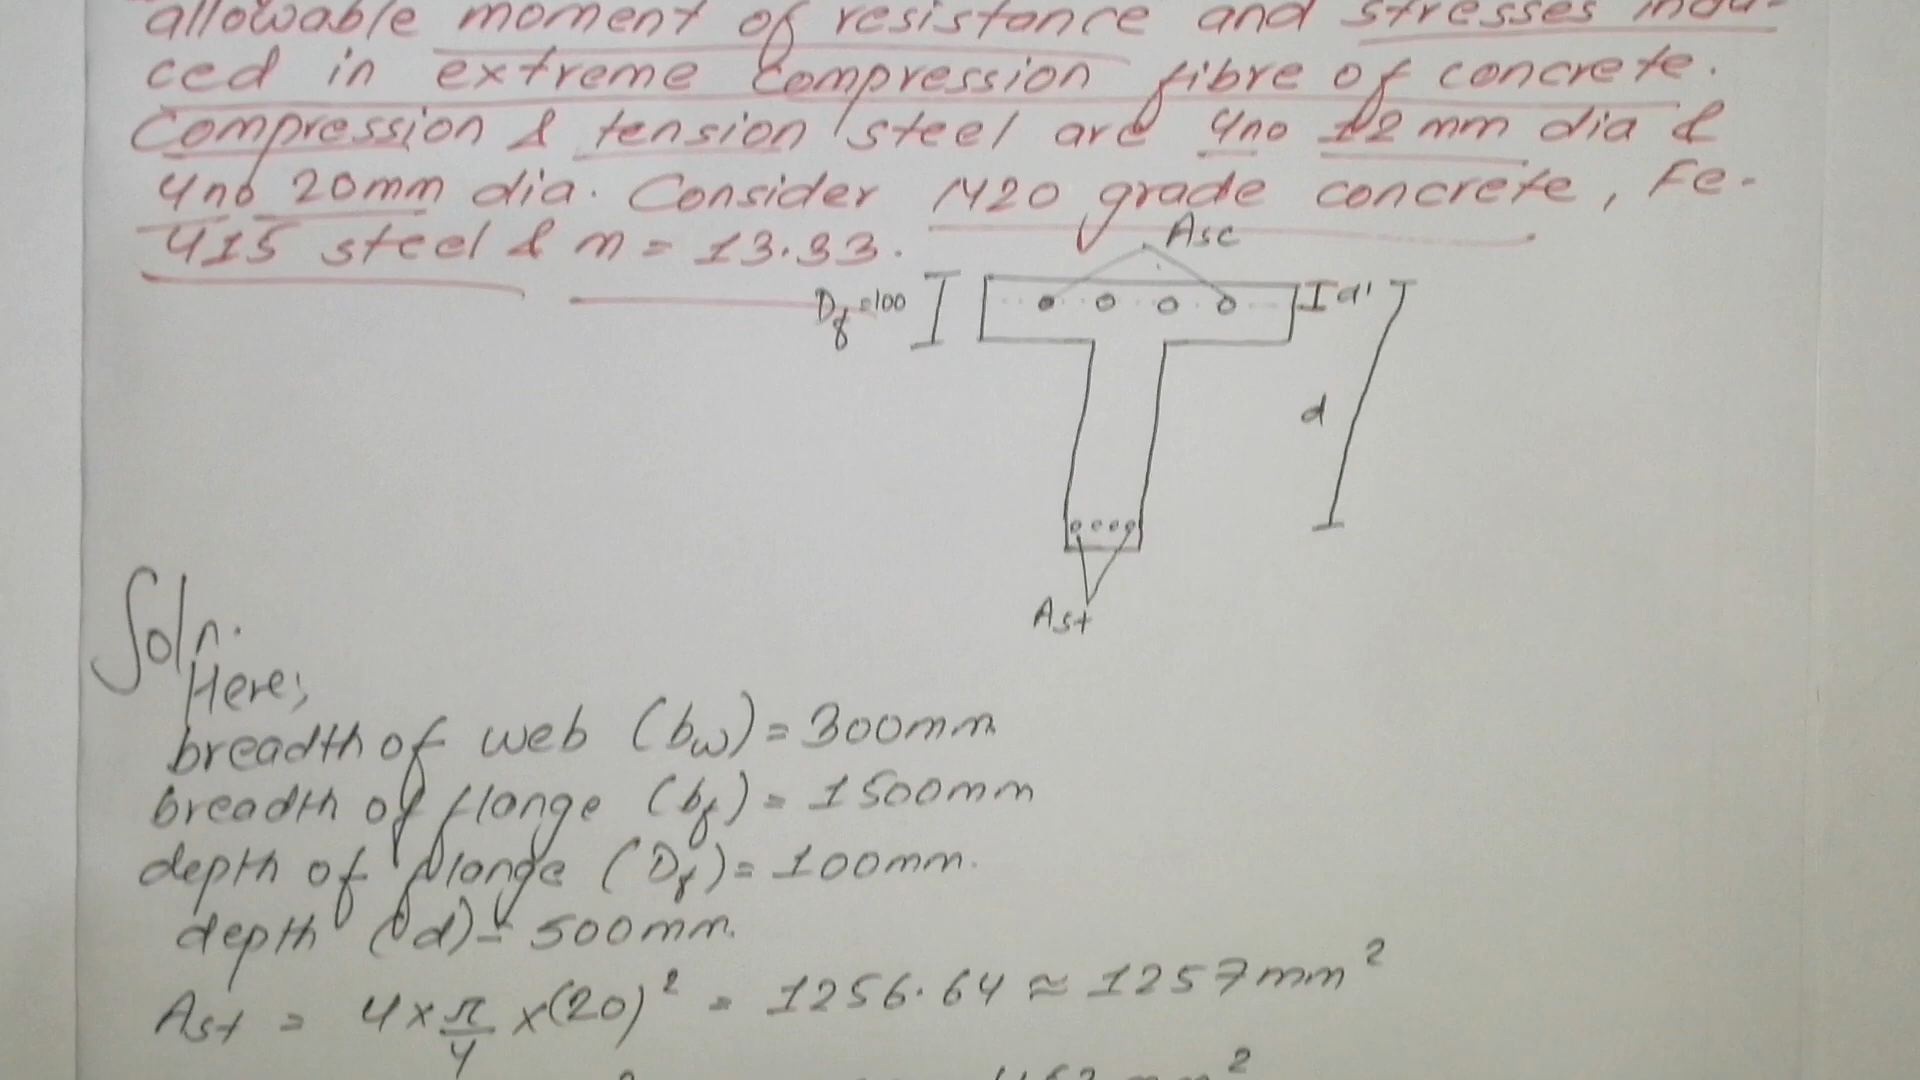 allowable moment of resistance and stresses indu-
ced in extreme compression fibre of concrete.
Compression & tension steel are 4no 12 mm dia &
4no 20mm dia. Consider M20 grade concrete, Fe-
415 steel & m = 13.33.
Asc
Df =100
d'
d
Ast
Soln.
Here;
breadth of web (bw) = 300mm
breadth of flange (bf) = 1500mm
depth of flange (Df) = 100mm.
depth (d) = 500mm.
Ast = 4 × π/4 × (20)² = 1256.64 ≈ 1257 mm²